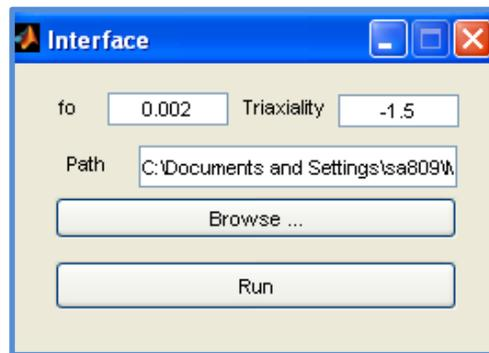 Interface
fo 0.002 Triaxiality -1.5
Path C:\Documents and Settings\sa809\
Browse ...
Run